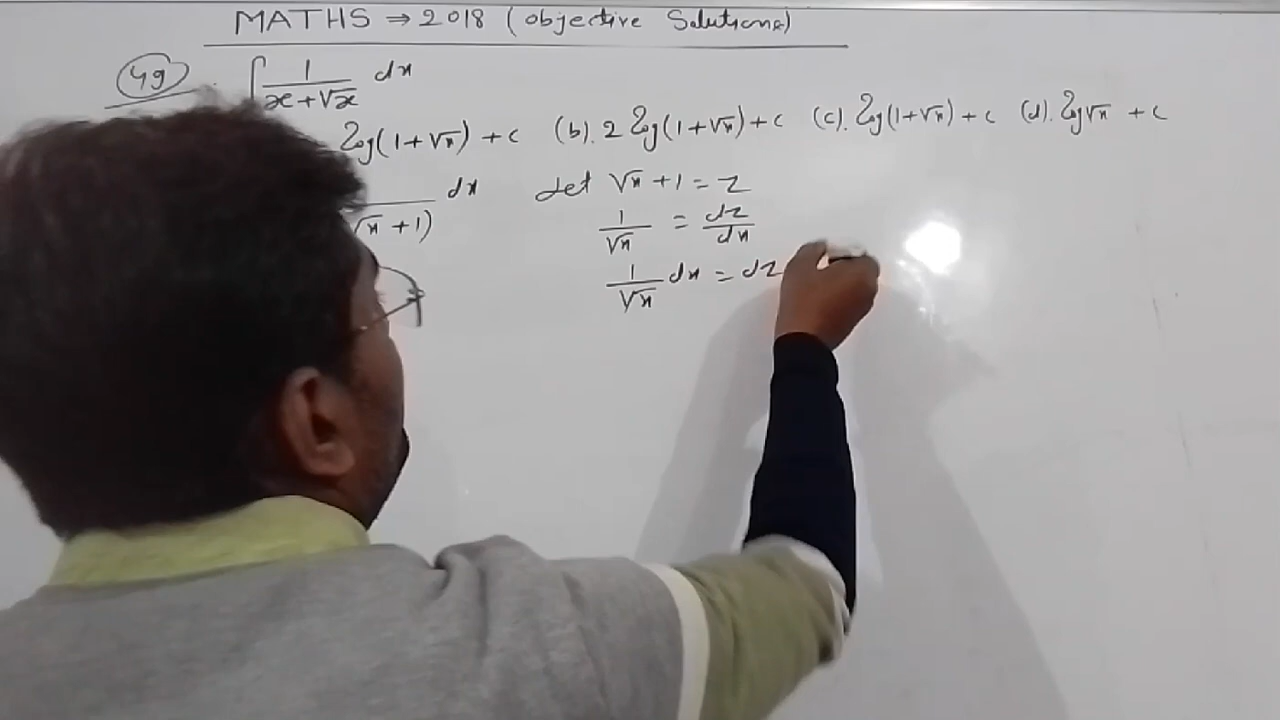 MATHS ⇒ 2018 (Objective Solutions)
49. ∫ 1/(x+√x) dx
log(1+√x)+c (b). 2 log(1+√x)+c (c). log(1+√x)+c (d). log√x +c
√x+1) dx Let √x+1=z
1/√x = dz/dx
1/√x dx = dz